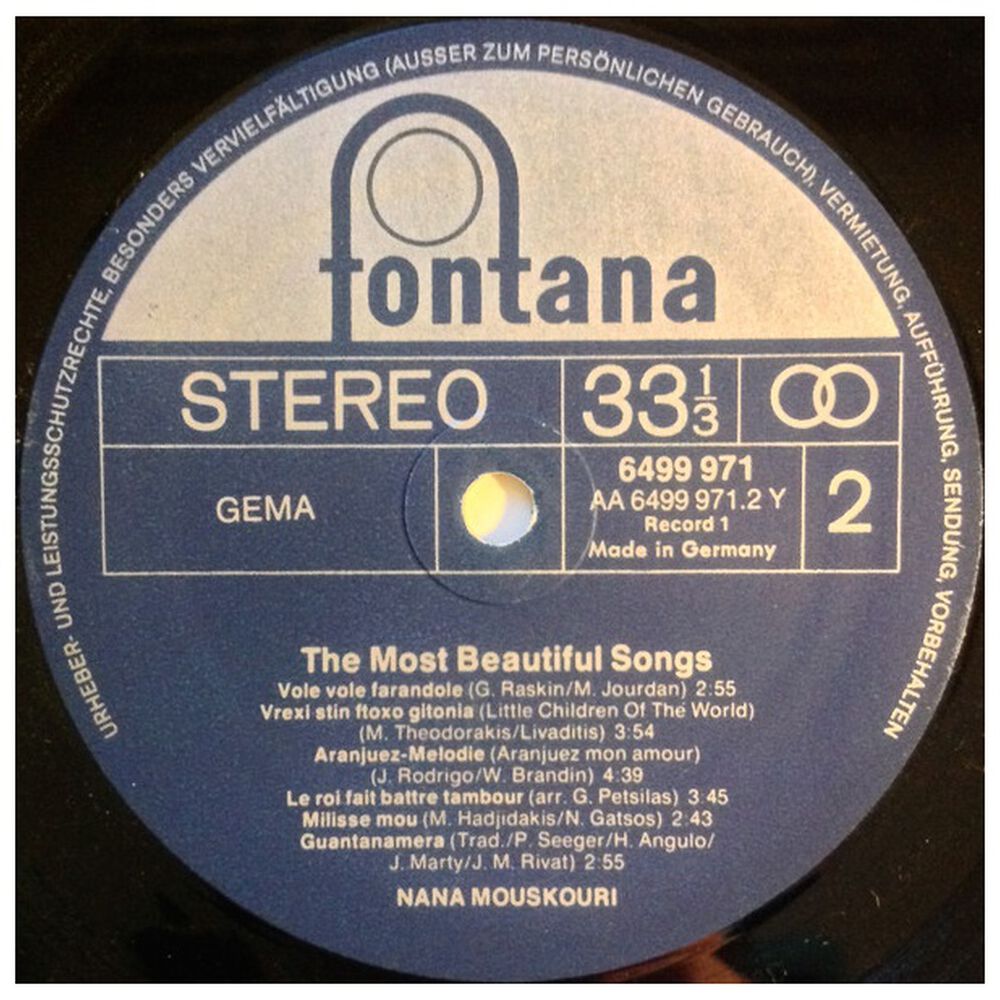 URHEBER- UND LEISTUNGSSCHUTZRECHTE, BESONDERS VERVIELFÄLTIGUNG (AUSSER ZUM PERSÖNLICHEN GEBRAUCH), VERMIETUNG, AUFFÜHRUNG, SENDUNG, VORBEHALTEN
fontana
STEREO
33 1/3
GEMA
6499 971
AA 6499 971.2 Y
Record 1
Made in Germany
2
The Most Beautiful Songs
Vole vole farandole (G. Raskin/M. Jourdan) 2:55
Vrexi stin ftoxo gitonia (Little Children Of The World)
(M. Theodorakis/Livaditis) 3:54
Aranjuez-Melodie (Aranjuez mon amour)
(J. Rodrigo/W. Brandin) 4:39
Le roi fait battre tambour (arr. G. Petsilas) 3:45
Milisse mou (M. Hadjidakis/N. Gatsos) 2:43
Guantanamera (Trad./P. Seeger/H. Angulo/
J. Marty/J. M. Rivat) 2:55
NANA MOUSKOURI